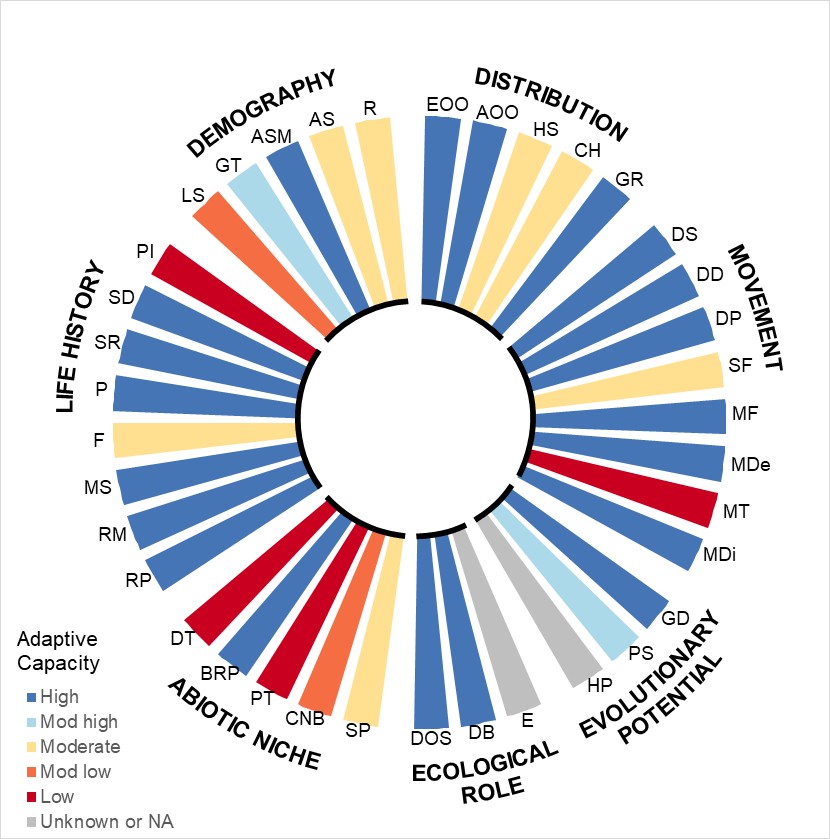 DISTRIBUTION
EOO
AOO
HS
CH
GR
MOVEMENT
DS
DD
DP
SF
MF
MDe
MT
MDi
EVOLUTIONARY
POTENTIAL
GD
PS
HP
ECOLOGICAL
ROLE
E
DB
DOS
ABIOTIC NICHE
SP
CNB
PT
BRP
DT
LIFE HISTORY
RP
RM
MS
F
P
SR
SD
PI
DEMOGRAPHY
LS
GT
ASM
AS
R
Adaptive
Capacity
High
Mod high
Moderate
Mod low
Low
Unknown or NA